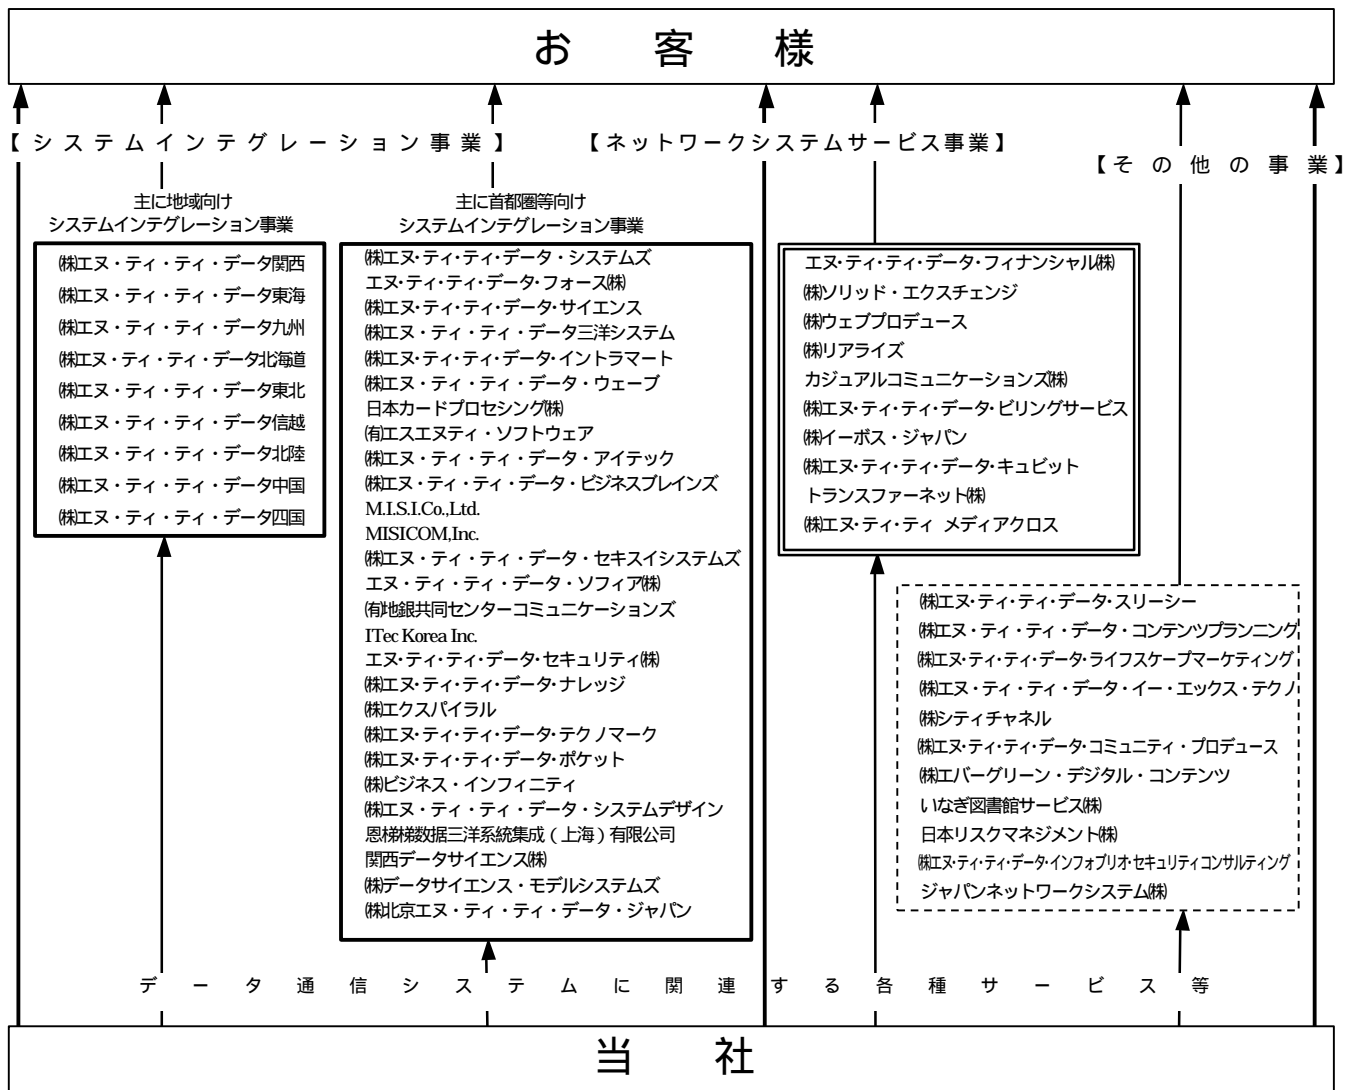 お客様
【システムインテグレーション事業】
【ネットワークシステムサービス事業】
【その他の事業】
主に地域向け
システムインテグレーション事業
㈱エヌ・ティ・ティ・データ関西
㈱エヌ・ティ・ティ・データ東海
㈱エヌ・ティ・ティ・データ九州
㈱エヌ・ティ・ティ・データ北海道
㈱エヌ・ティ・ティ・データ東北
㈱エヌ・ティ・ティ・データ信越
㈱エヌ・ティ・ティ・データ北陸
㈱エヌ・ティ・ティ・データ中国
㈱エヌ・ティ・ティ・データ四国
主に首都圏等向け
システムインテグレーション事業
㈱エヌ・ティ・ティ・データ・システムズ
エヌ・ティ・ティ・データ・フォース㈱
㈱エヌ・ティ・ティ・データ・サイエンス
㈱エヌ・ティ・ティ・データ三洋システム
㈱エヌ・ティ・ティ・データ・イントラマート
㈱エヌ・ティ・ティ・データ・ウェーブ
日本カードプロセシング㈱
㈲エスエヌティ・ソフトウェア
㈱エヌ・ティ・ティ・データ・アイテック
㈱エヌ・ティ・ティ・データ・ビジネスブレインズ
M.I.S.I.Co.,Ltd.
MISICOM,Inc.
㈱エヌ・ティ・ティ・データ・セキスイシステムズ
エヌ・ティ・ティ・データ・ソフィア㈱
㈲地銀共同センターコミュニケーションズ
ITec Korea Inc.
エヌ・ティ・ティ・データ・セキュリティ㈱
㈱エヌ・ティ・ティ・データ・ナレッジ
㈱エクスパイラル
㈱エヌ・ティ・ティ・データ・テクノマーク
㈱エヌ・ティ・ティ・データ・ポケット
㈱ビジネス・インフィニティ
㈱エヌ・ティ・ティ・データ・システムデザイン
恩梯梯数据三洋系統集成（上海）有限公司
関西データサイエンス㈱
㈱データサイエンス・モデルシステムズ
㈱北京エヌ・ティ・ティ・データ・ジャパン
エヌ・ティ・ティ・データ・フィナンシャル㈱
㈱ソリッド・エクスチェンジ
㈱ウェブプロデュース
㈱リアライズ
カジュアルコミュニケーションズ㈱
㈱エヌ・ティ・ティ・データ・ビリングサービス
㈱イーボス・ジャパン
㈱エヌ・ティ・ティ・データ・キュビット
トランスファーネット㈱
㈱エヌ・ティ・ティ メディアクロス
㈱エヌ・ティ・ティ・データ・スリーシー
㈱エヌ・ティ・ティ・データ・コンテンツプランニング
㈱エヌ・ティ・ティ・データ・ライフスケープマーケティング
㈱エヌ・ティ・ティ・データ・イー・エックス・テクノ
㈱シティチャネル
㈱エヌ・ティ・ティ・データ・コミュニティ・プロデュース
㈱エバーグリーン・デジタル・コンテンツ
いなぎ図書館サービス㈱
日本リスクマネジメント㈱
㈱エヌ・ティ・ティ・データ・インフォブリオ・セキュリティコンサルティング
ジャパンネットワークシステム㈱
データ通信システムに関連する各種サービス等
当社